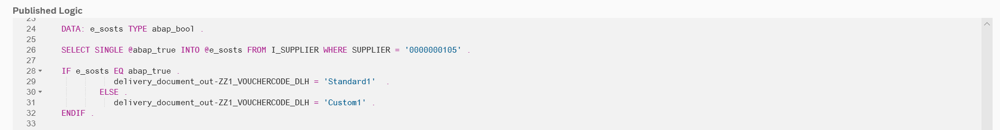 Published Logic
23
24 DATA: e_sosts TYPE abap_bool .
25
26 SELECT SINGLE @abap_true INTO @e_sosts FROM I_SUPPLIER WHERE SUPPLIER = '0000000105' .
27
28 IF e_sosts EQ abap_true .
29 delivery_document_out-ZZ1_VOUCHERCODE_DLH = 'Standard1' .
30 ELSE .
31 delivery_document_out-ZZ1_VOUCHERCODE_DLH = 'Custom1' .
32 ENDIF .
33